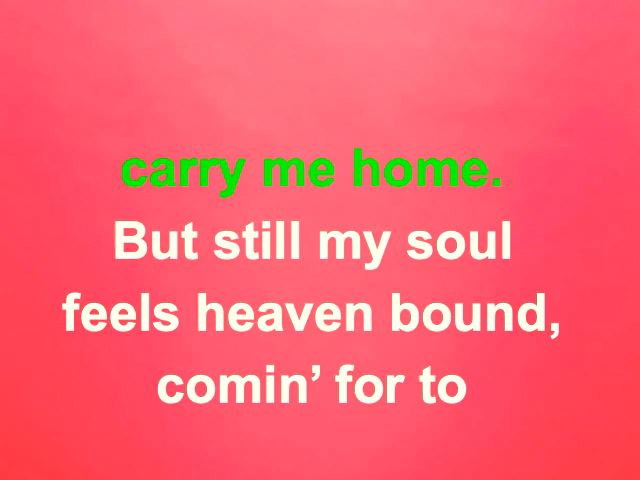 carry me home.
But still my soul
feels heaven bound,
comin’ for to